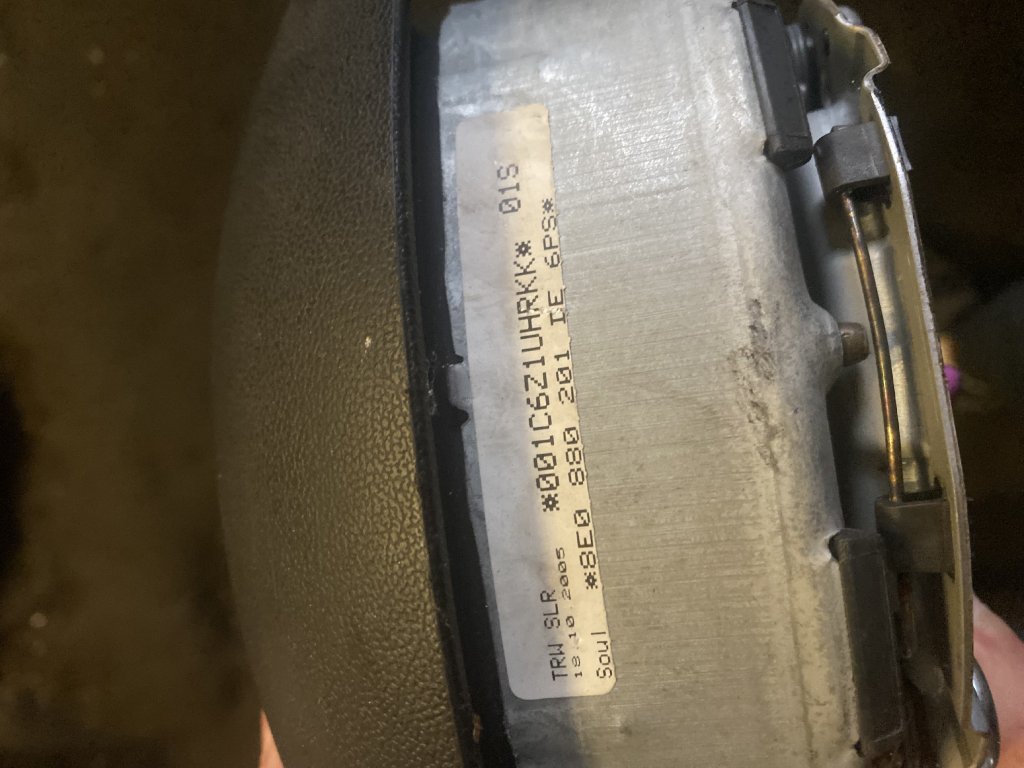 *001C6Z1UHRKK* 01S
TRW SLR
18.10.2005
*8E0 880 201 IE 6PS*
Soul